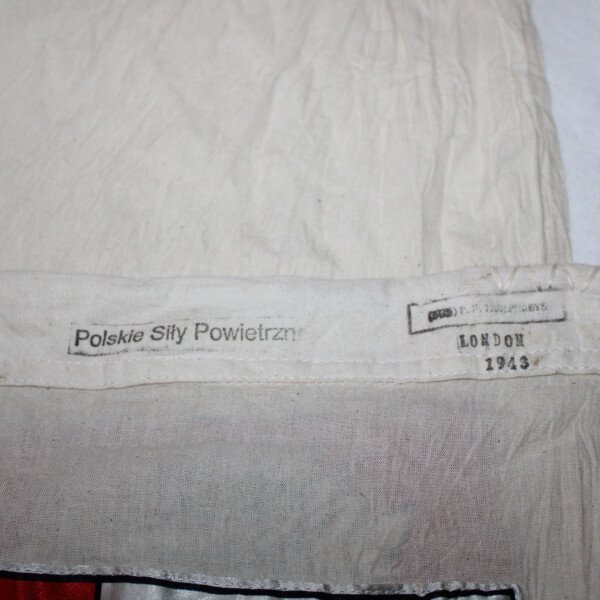 Polskie Siły Powietrzn
LONDON
1943